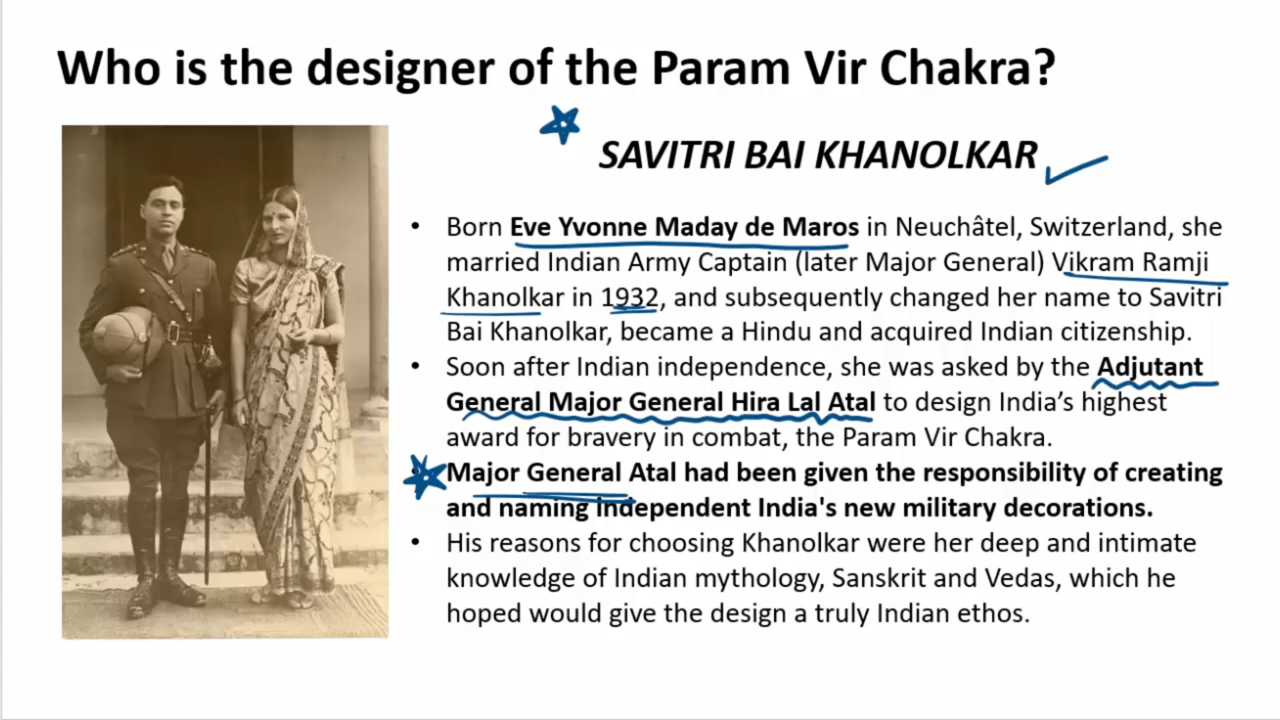 Who is the designer of the Param Vir Chakra?
SAVITRI BAI KHANOLKAR
• Born Eve Yvonne Maday de Maros in Neuchâtel, Switzerland, she
married Indian Army Captain (later Major General) Vikram Ramji
Khanolkar in 1932, and subsequently changed her name to Savitri
Bai Khanolkar, became a Hindu and acquired Indian citizenship.
• Soon after Indian independence, she was asked by the Adjutant
General Major General Hira Lal Atal to design India’s highest
award for bravery in combat, the Param Vir Chakra.
Major General Atal had been given the responsibility of creating
and naming independent India's new military decorations.
• His reasons for choosing Khanolkar were her deep and intimate
knowledge of Indian mythology, Sanskrit and Vedas, which he
hoped would give the design a truly Indian ethos.